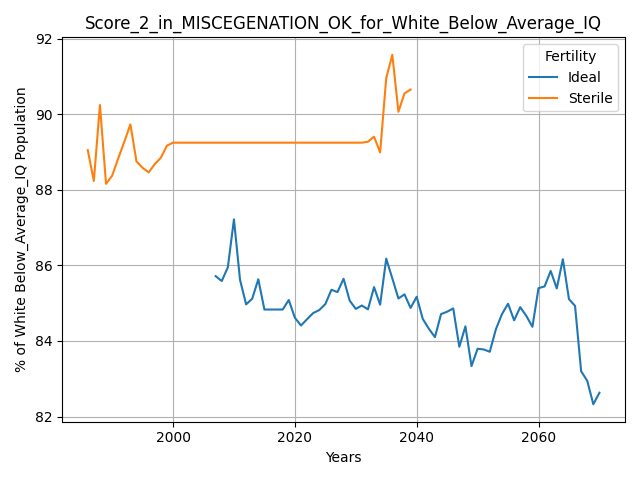 Score_2_in_MISCEGENATION_OK_for_White_Below_Average_IQ
% of White Below_Average_IQ Population
92
90
88
86
84
82
Fertility
Ideal
Sterile
2000 2020 2040 2060
Years